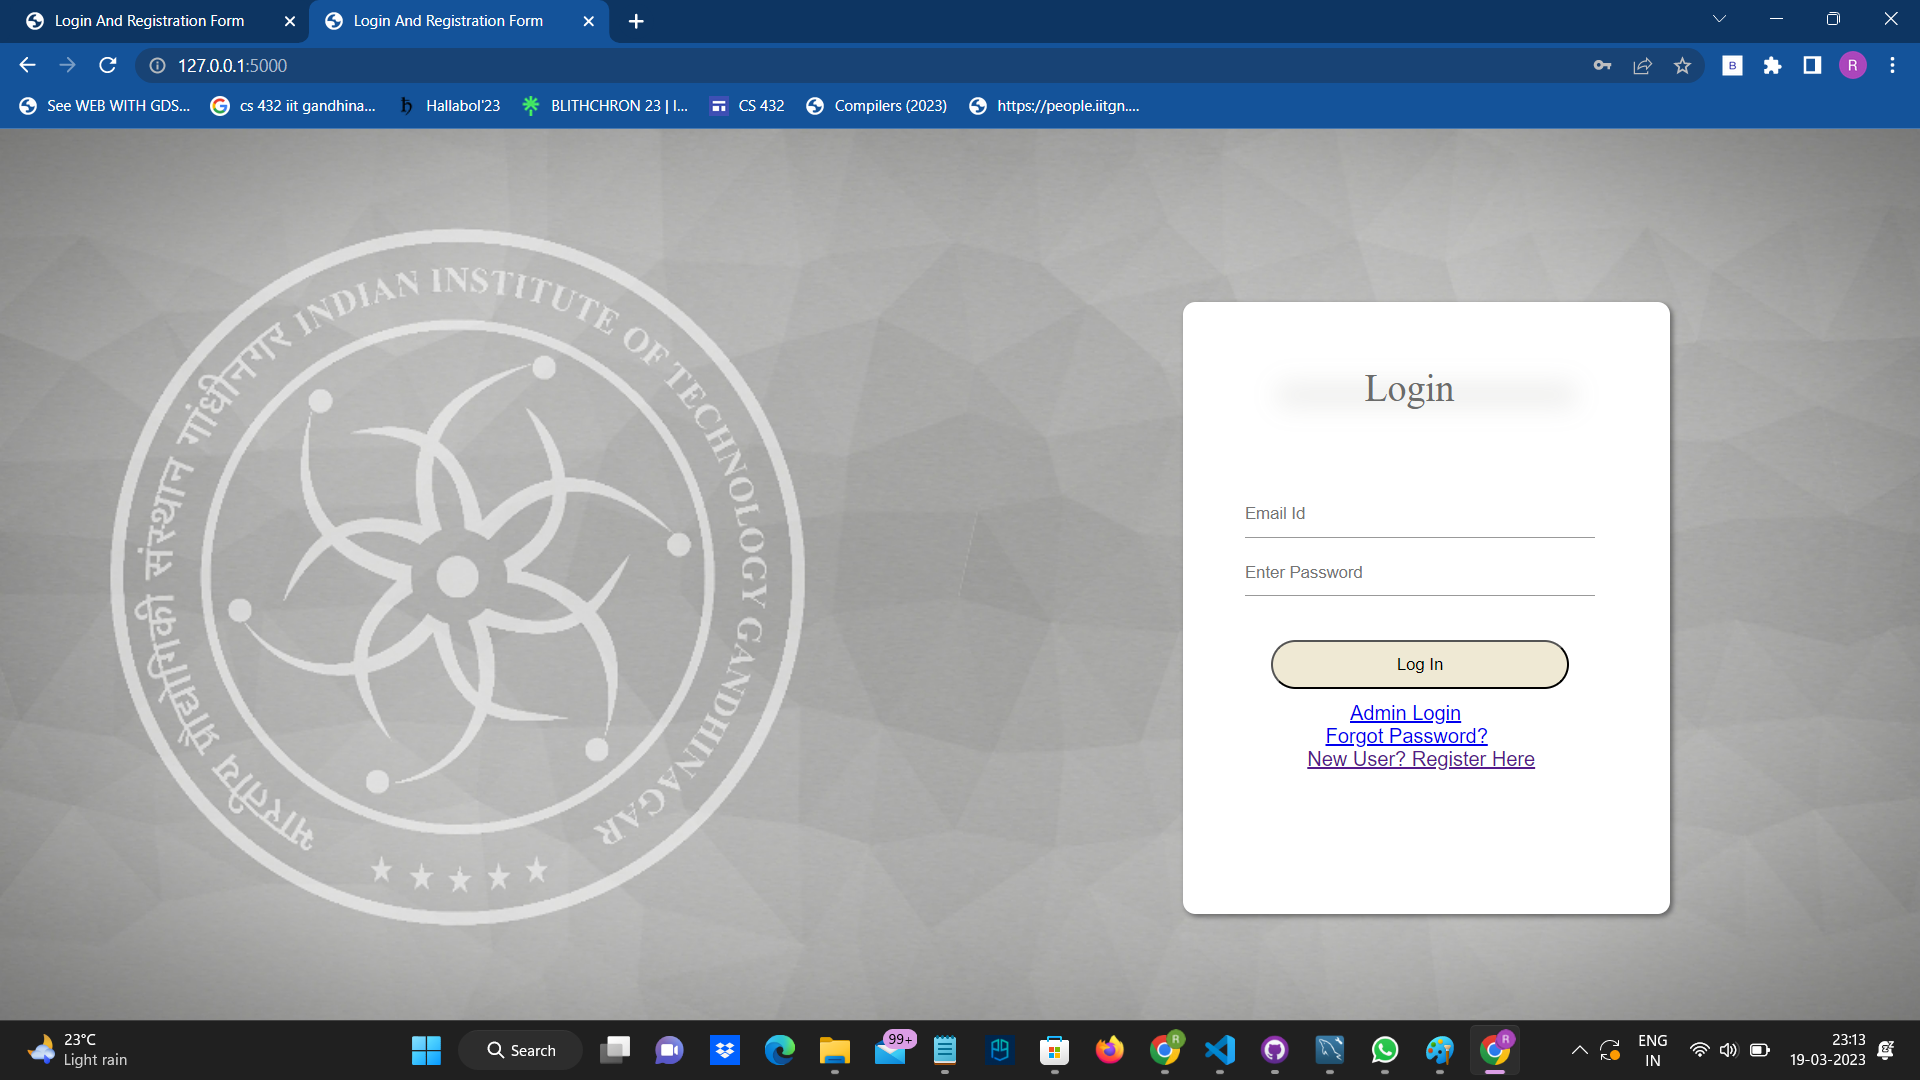 Login And Registration Form
Login And Registration Form
127.0.0.1:5000
R
See WEB WITH GDS...
cs 432 iit gandhina...
Hallabol'23
BLITHCHRON 23 | I...
CS 432
Compilers (2023)
https://people.iitgn....
भारतीय प्रौद्योगिकी संस्थान गांधीनगर INDIAN INSTITUTE OF TECHNOLOGY GANDHINAGAR
Login
Email Id
Enter Password
Log In
Admin Login
Forgot Password?
New User? Register Here
23°C
Light rain
Search
99+
R
R
ENG
IN
23:13
19-03-2023